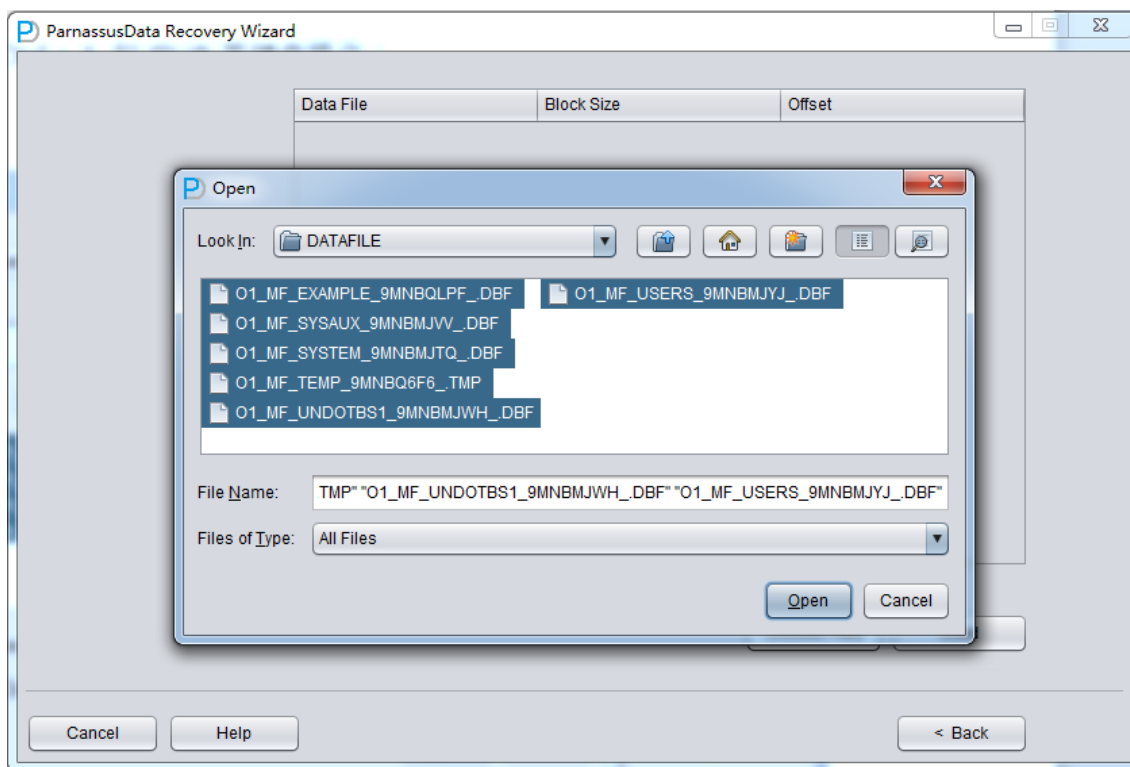 ParnassusData Recovery Wizard
Data File Block Size Offset
Open
Look In: DATAFILE
O1_MF_EXAMPLE_9MNBQLPF_.DBF O1_MF_USERS_9MNBMJYJ_.DBF
O1_MF_SYSAUX_9MNBMJVV_.DBF
O1_MF_SYSTEM_9MNBMJTQ_.DBF
O1_MF_TEMP_9MNBQ6F6_.TMP
O1_MF_UNDOTBS1_9MNBMJWH_.DBF
File Name: TMP" "O1_MF_UNDOTBS1_9MNBMJWH_.DBF" "O1_MF_USERS_9MNBMJYJ_.DBF"
Files of Type: All Files
Open Cancel
Cancel Help < Back